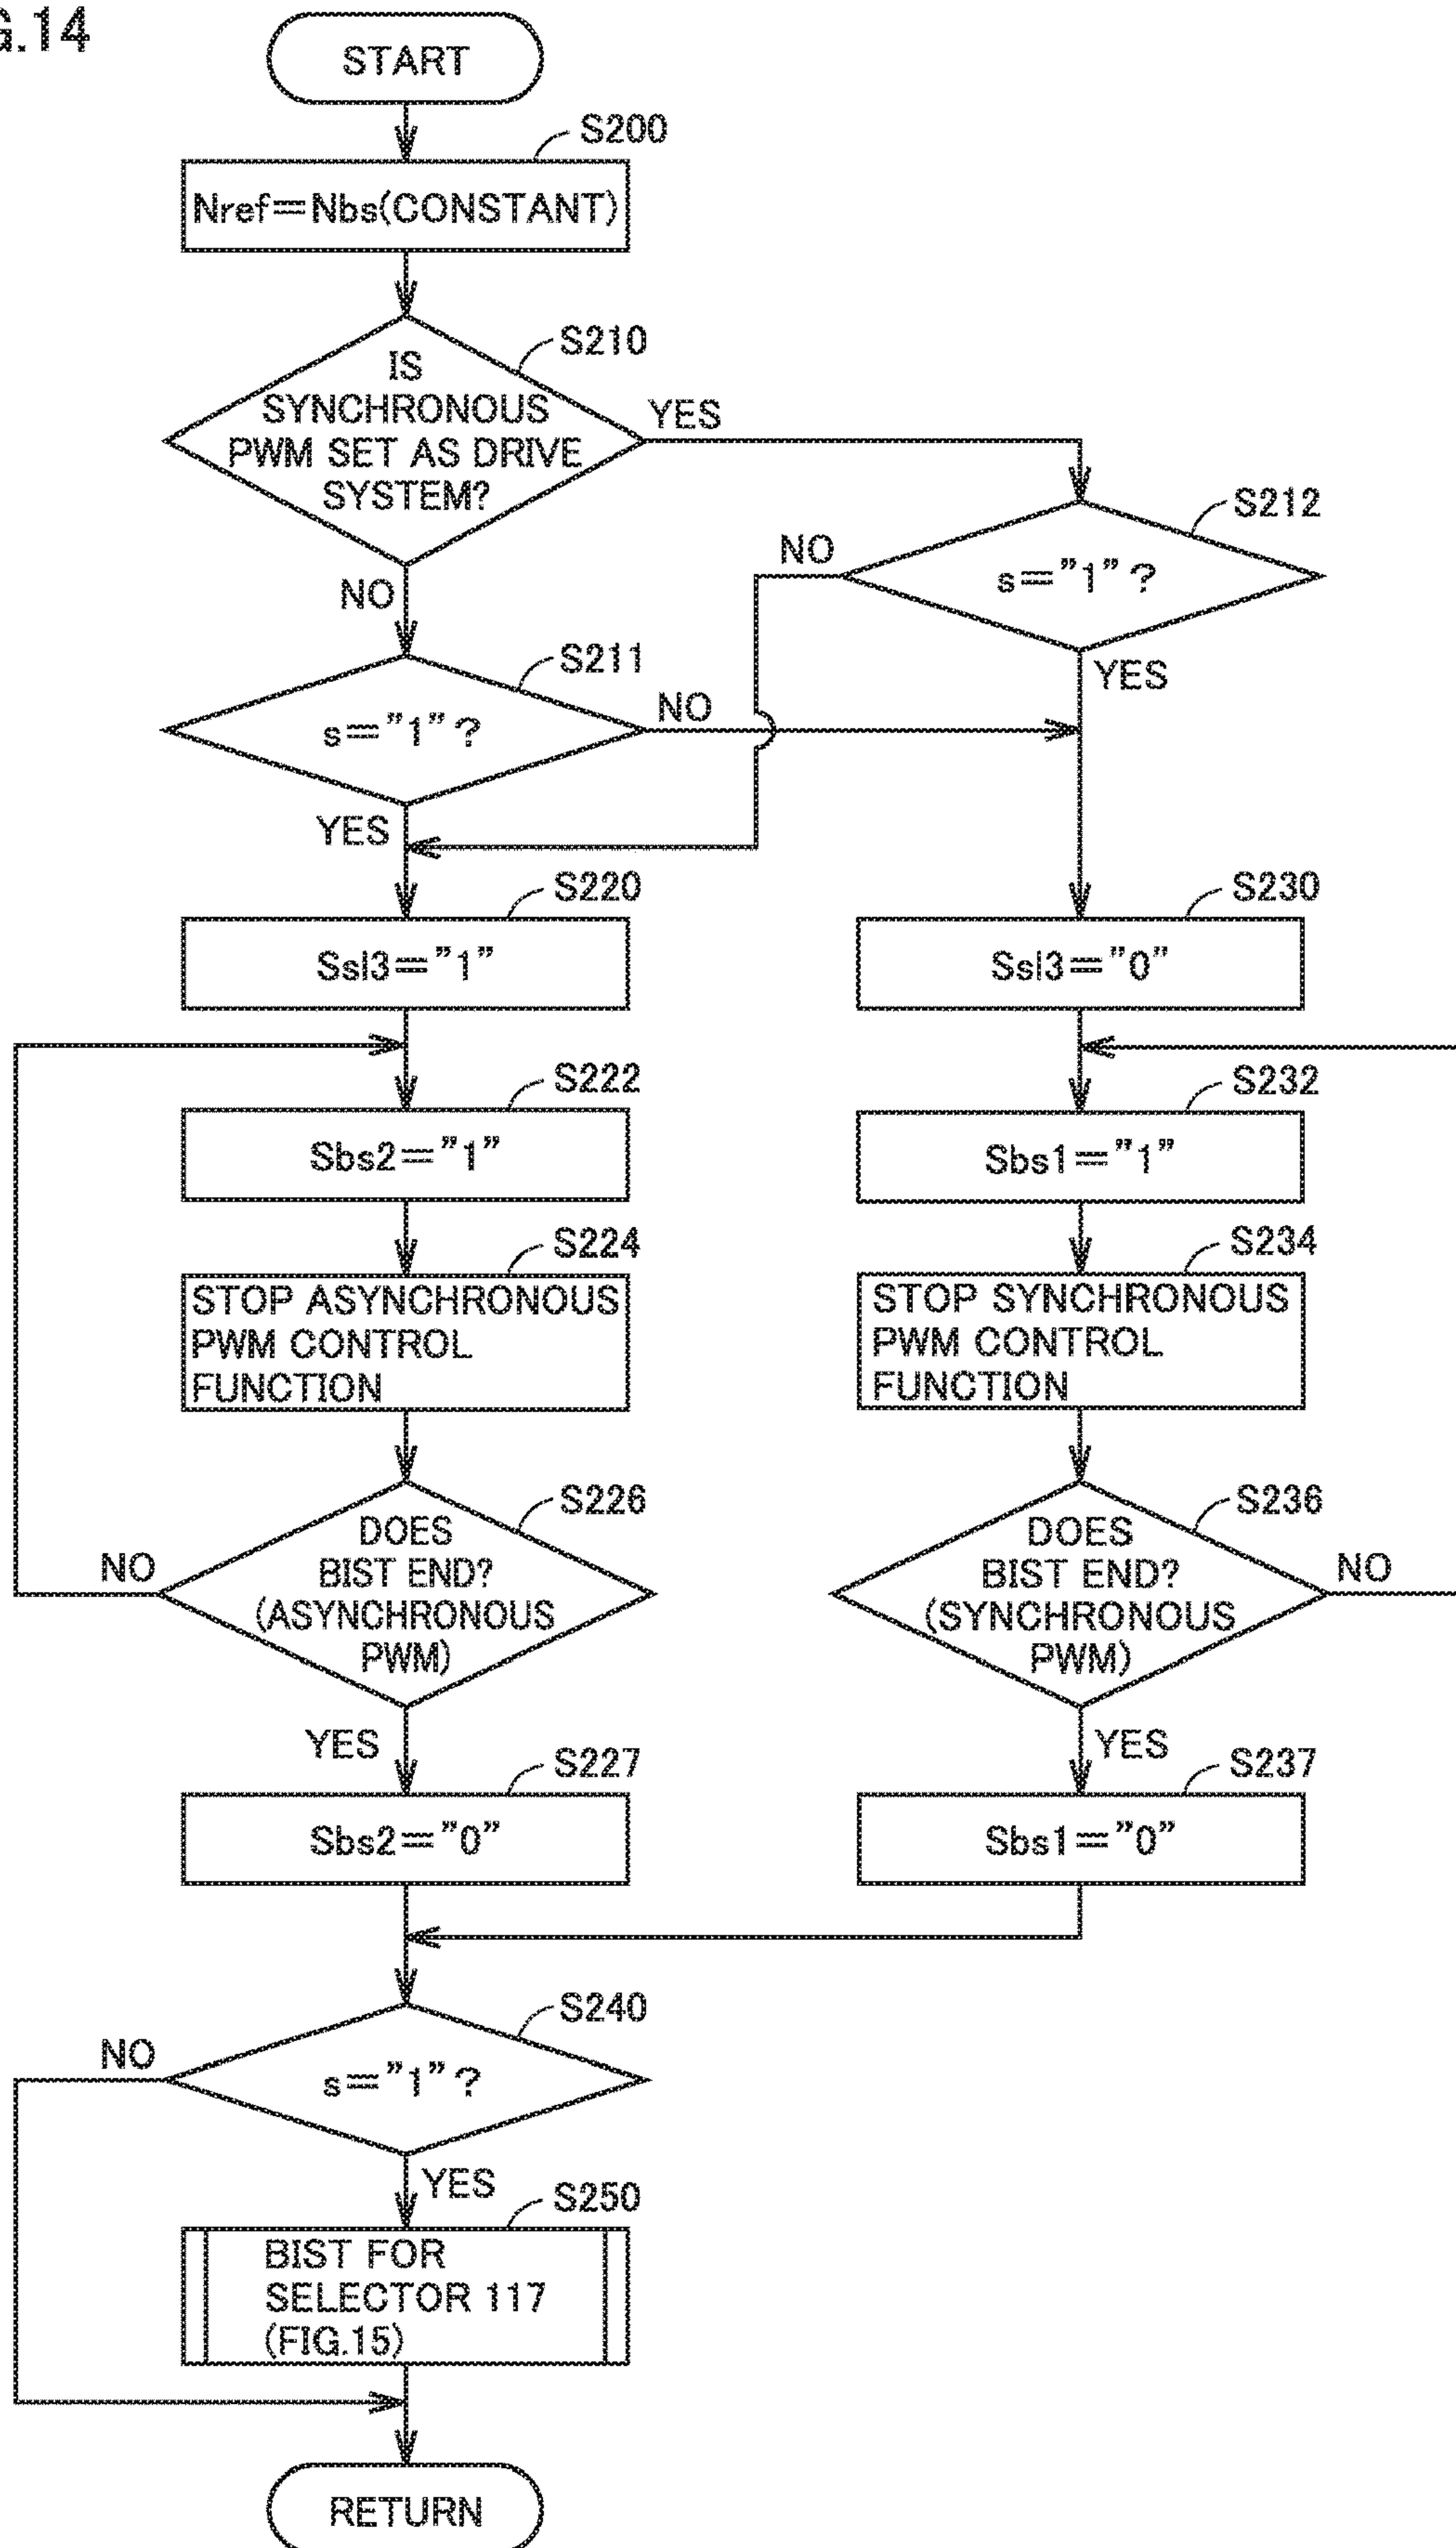 G.14
START
S200
Nref=Nbs(CONSTANT)
S210
IS
SYNCHRONOUS
PWM SET AS DRIVE
SYSTEM?
YES
NO
S212
s="1"?
NO
YES
S211
s="1"?
NO
YES
S220
Ssl3="1"
S230
Ssl3="0"
S222
Sbs2="1"
S232
Sbs1="1"
S224
STOP ASYNCHRONOUS
PWM CONTROL
FUNCTION
S234
STOP SYNCHRONOUS
PWM CONTROL
FUNCTION
S226
DOES
BIST END?
(ASYNCHRONOUS
PWM)
NO
YES
S236
DOES
BIST END?
(SYNCHRONOUS
PWM)
NO
YES
S227
Sbs2="0"
S237
Sbs1="0"
S240
s="1"?
NO
YES
S250
BIST FOR
SELECTOR 117
(FIG.15)
RETURN